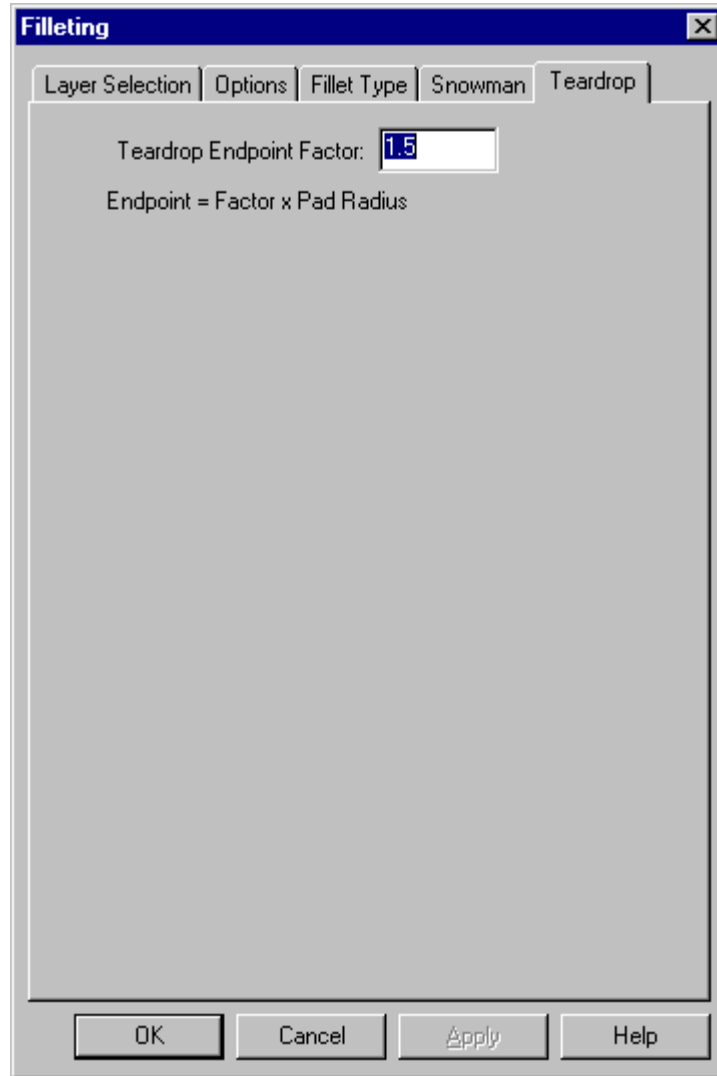 Filleting
Layer Selection Options Fillet Type Snowman Teardrop
Teardrop Endpoint Factor: 1.5
Endpoint = Factor x Pad Radius
OK Cancel Apply Help